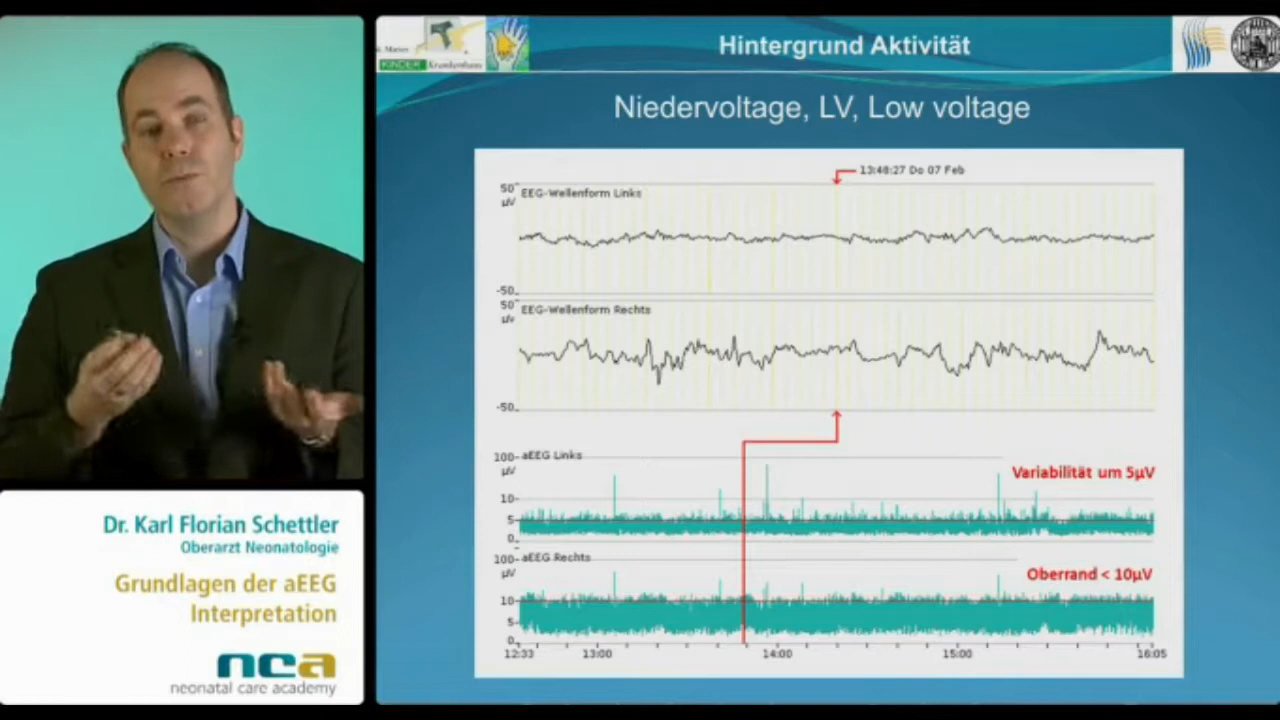 Hintergrund Aktivität
Niedervoltage, LV, Low voltage
13:48:27 Do 07 Feb
50
µV
EEG-Wellenform Links
-50
50
µV
EEG-Wellenform Rechts
-50
100
µV
aEEG Links
Variabilität um 5µV
10
5
0
100
µV
aEEG Rechts
Oberrand < 10µV
10
5
0
12:33 13:00 14:00 15:00 16:05
Dr. Karl Florian Schettler
Oberarzt Neonatologie
Grundlagen der aEEG
Interpretation
nca
neonatal care academy
KINDER Krankenhaus